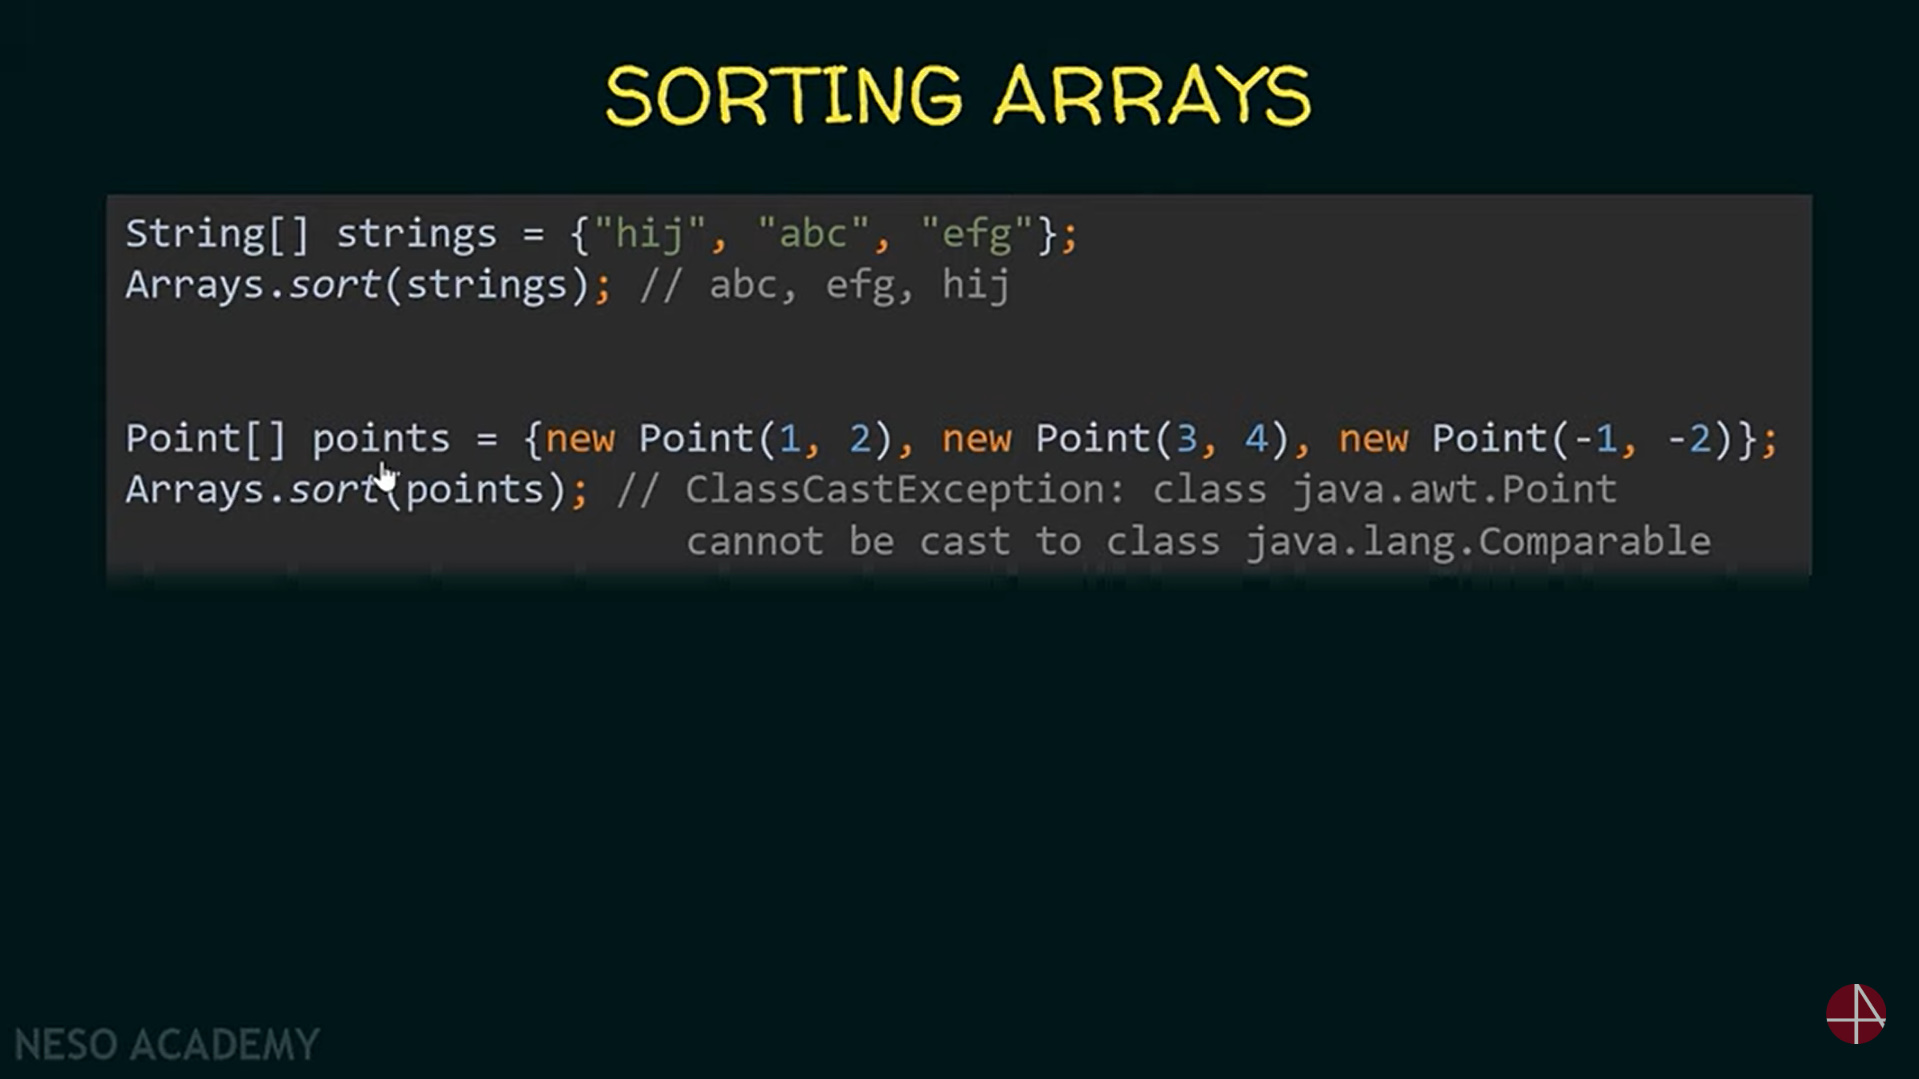 SORTING ARRAYS
String[] strings = {"hij", "abc", "efg"};
Arrays.sort(strings); // abc, efg, hij
Point[] points = {new Point(1, 2), new Point(3, 4), new Point(-1, -2)};
Arrays.sort(points); // ClassCastException: class java.awt.Point
cannot be cast to class java.lang.Comparable
NESO ACADEMY